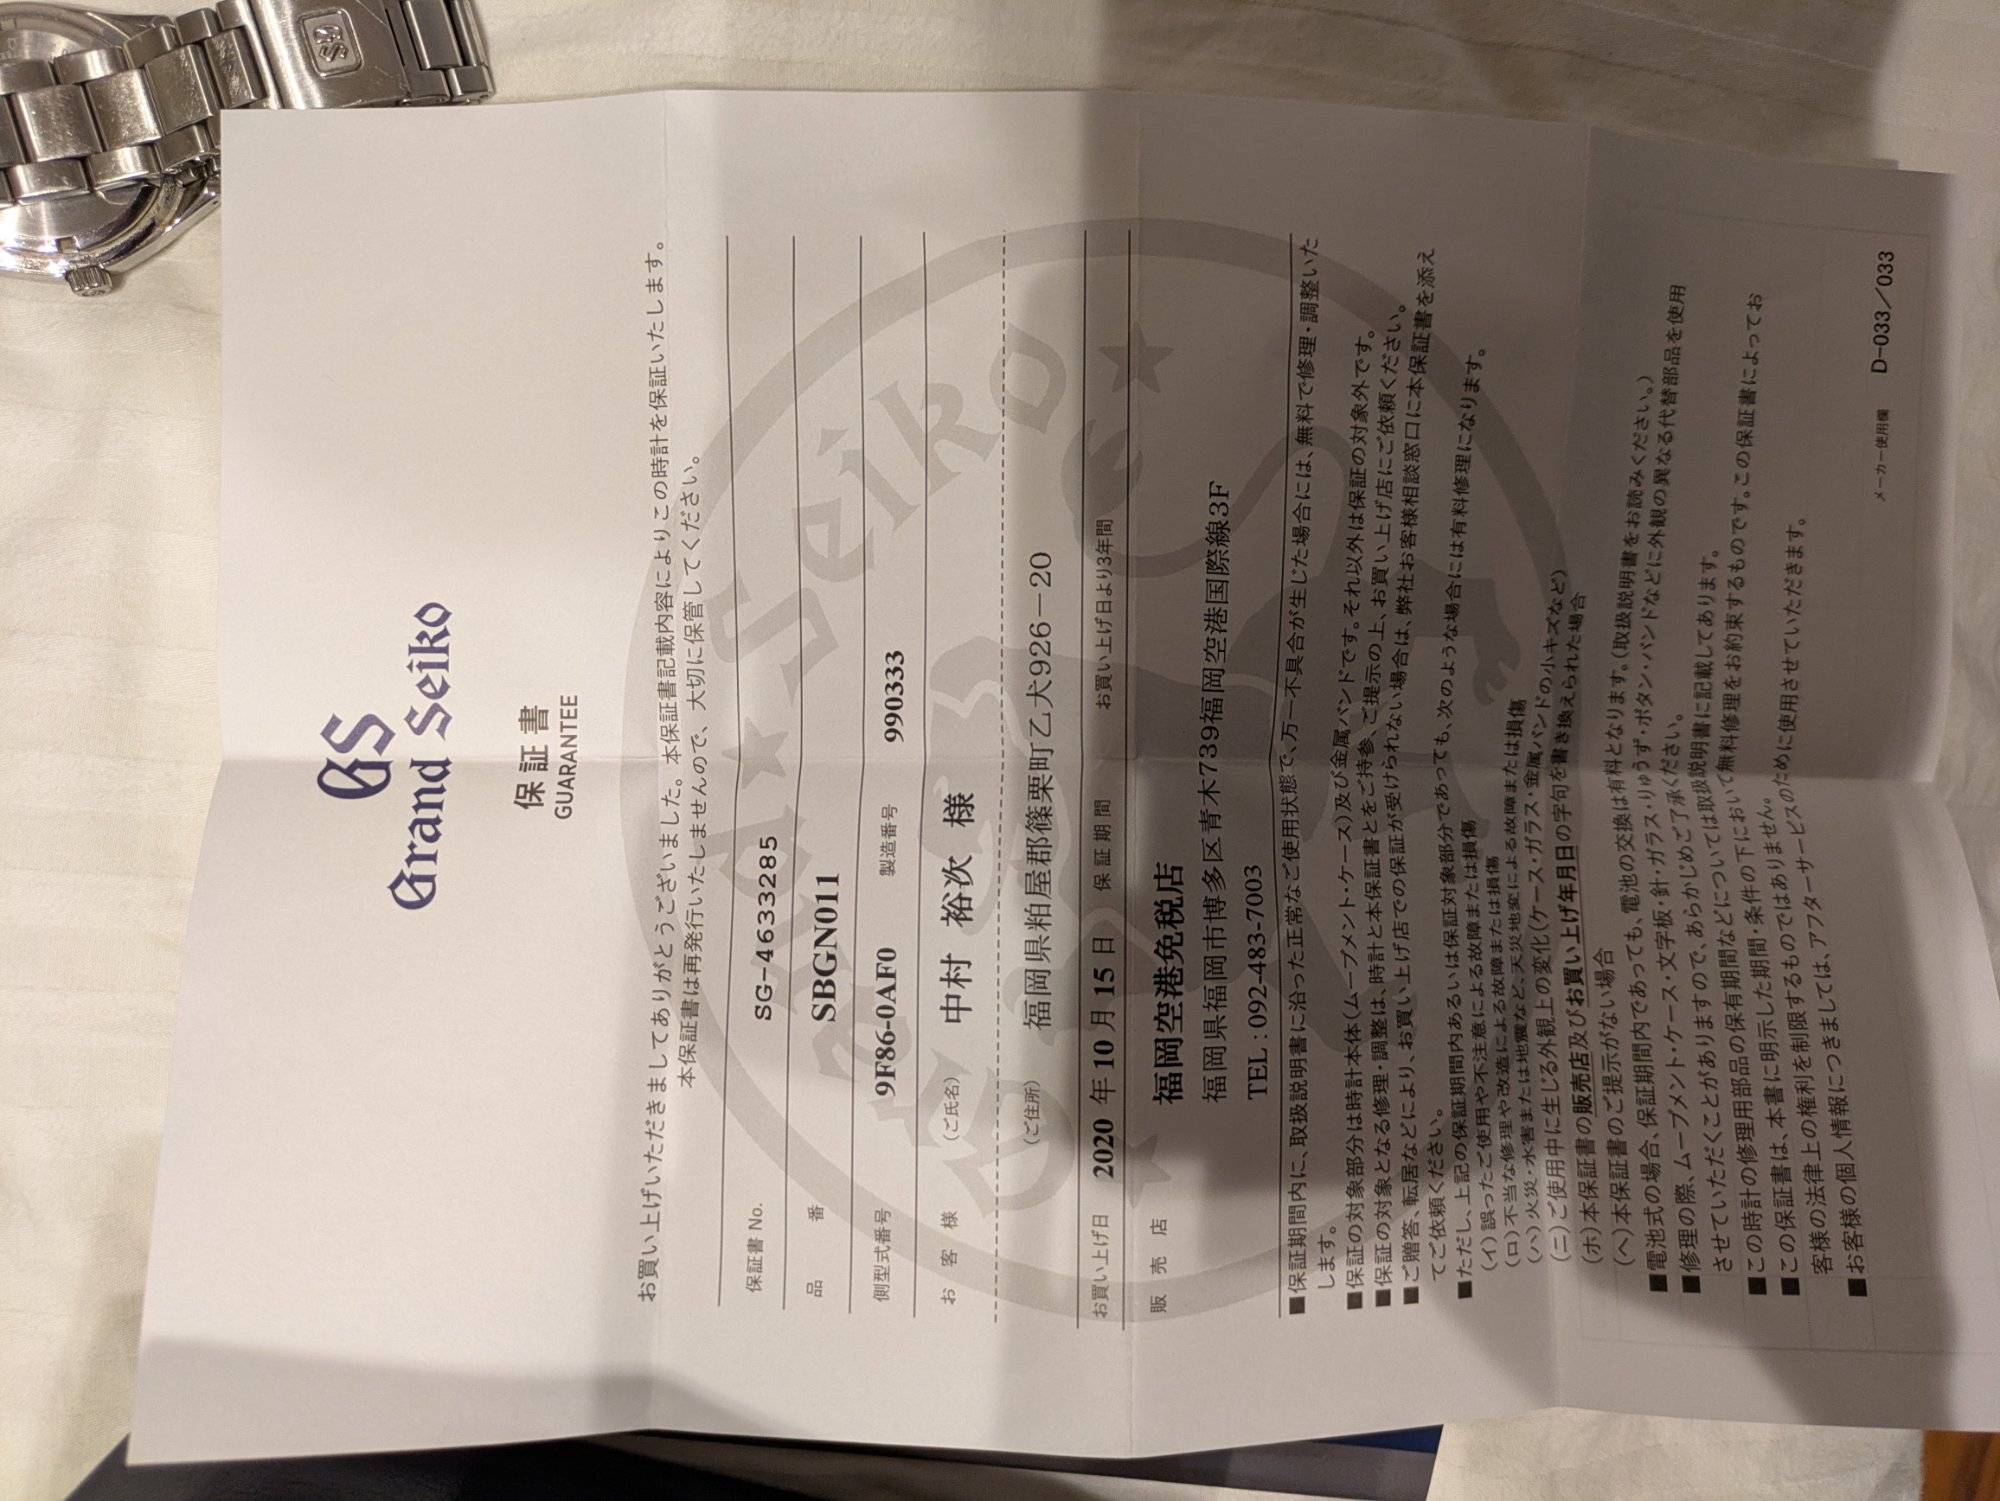 GS
Grand Seiko
保証書
GUARANTEE
お買い上げいただきましてありがとうございました。本保証書記載内容によりこの時計を保証いたします。
本保証書は再発行いたしませんので、大切に保管してください。
保証書 No. SG-4633285
品番 SBGN011
側型式番号 9F86-0AF0 製造番号 990333
お客様 (ご氏名) 中村 裕次 様
(ご住所) 福岡県粕屋郡篠栗町乙犬926−20
お買い上げ日 2020 年 10 月 15 日 保証期間 お買い上げ日より3年間
販売店 福岡空港免税店
福岡県福岡市博多区青木739福岡空港国際線3F
TEL : 092-483-7003
■保証期間内に、取扱説明書に沿った正常なご使用状態で、万一不具合が生じた場合には、無料で修理・調整いた
します。
■保証の対象部分は時計本体(ムーブメント・ケース)及び金属バンドです。それ以外は保証の対象外です。
■保証の対象となる修理・調整は、時計と本保証書とをご持参、ご提示の上、お買い上げ店にご依頼ください。
■ご贈答、転居などにより、お買い上げ店での保証が受けられない場合は、弊社お客様相談窓口に本保証書を添え
てご依頼ください。
■ただし、上記の保証期間内あるいは保証対象部分であっても、次のような場合には有料修理になります。
(イ)誤ったご使用や不注意による故障または損傷
(ロ)不当な修理や改造による故障または損傷
(ハ)火災・水害または地震など、天災地変による故障または損傷
(ニ)ご使用中に生じる外観上の変化(ケース・ガラス・金属バンドの小キズなど)
(ホ)本保証書の販売店及びお買い上げ年月日の字句を書き換えられた場合
(ヘ)本保証書のご提示がない場合
■電池式の場合、保証期間内であっても、電池の交換は有料となります。(取扱説明書をお読みください。)
■修理の際、ムーブメント・ケース・文字板・針・ガラス・りゅうず・ボタン・バンドなどに外観の異なる代替部品を使用
させていただくことがありますので、あらかじめご了承ください。
■この時計の修理用部品の保有期間などについては取扱説明書に記載してあります。
■この保証書は、本書に明示した期間・条件の下において無料修理をお約束するものです。この保証書によってお
客様の法律上の権利を制限するものではありません。
■お客様の個人情報につきましては、アフターサービスのために使用させていただきます。
メーカー使用欄 D-033／033